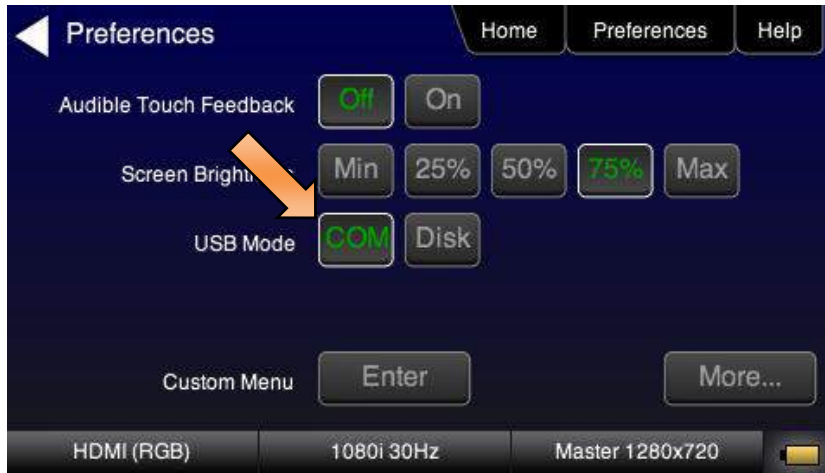 Preferences Home Preferences Help
Audible Touch Feedback Off On
Screen Min 25% 50% 75% Max
USB Mode COM Disk
Custom Menu Enter More...
HDMI (RGB) 1080i 30Hz Master 1280x720